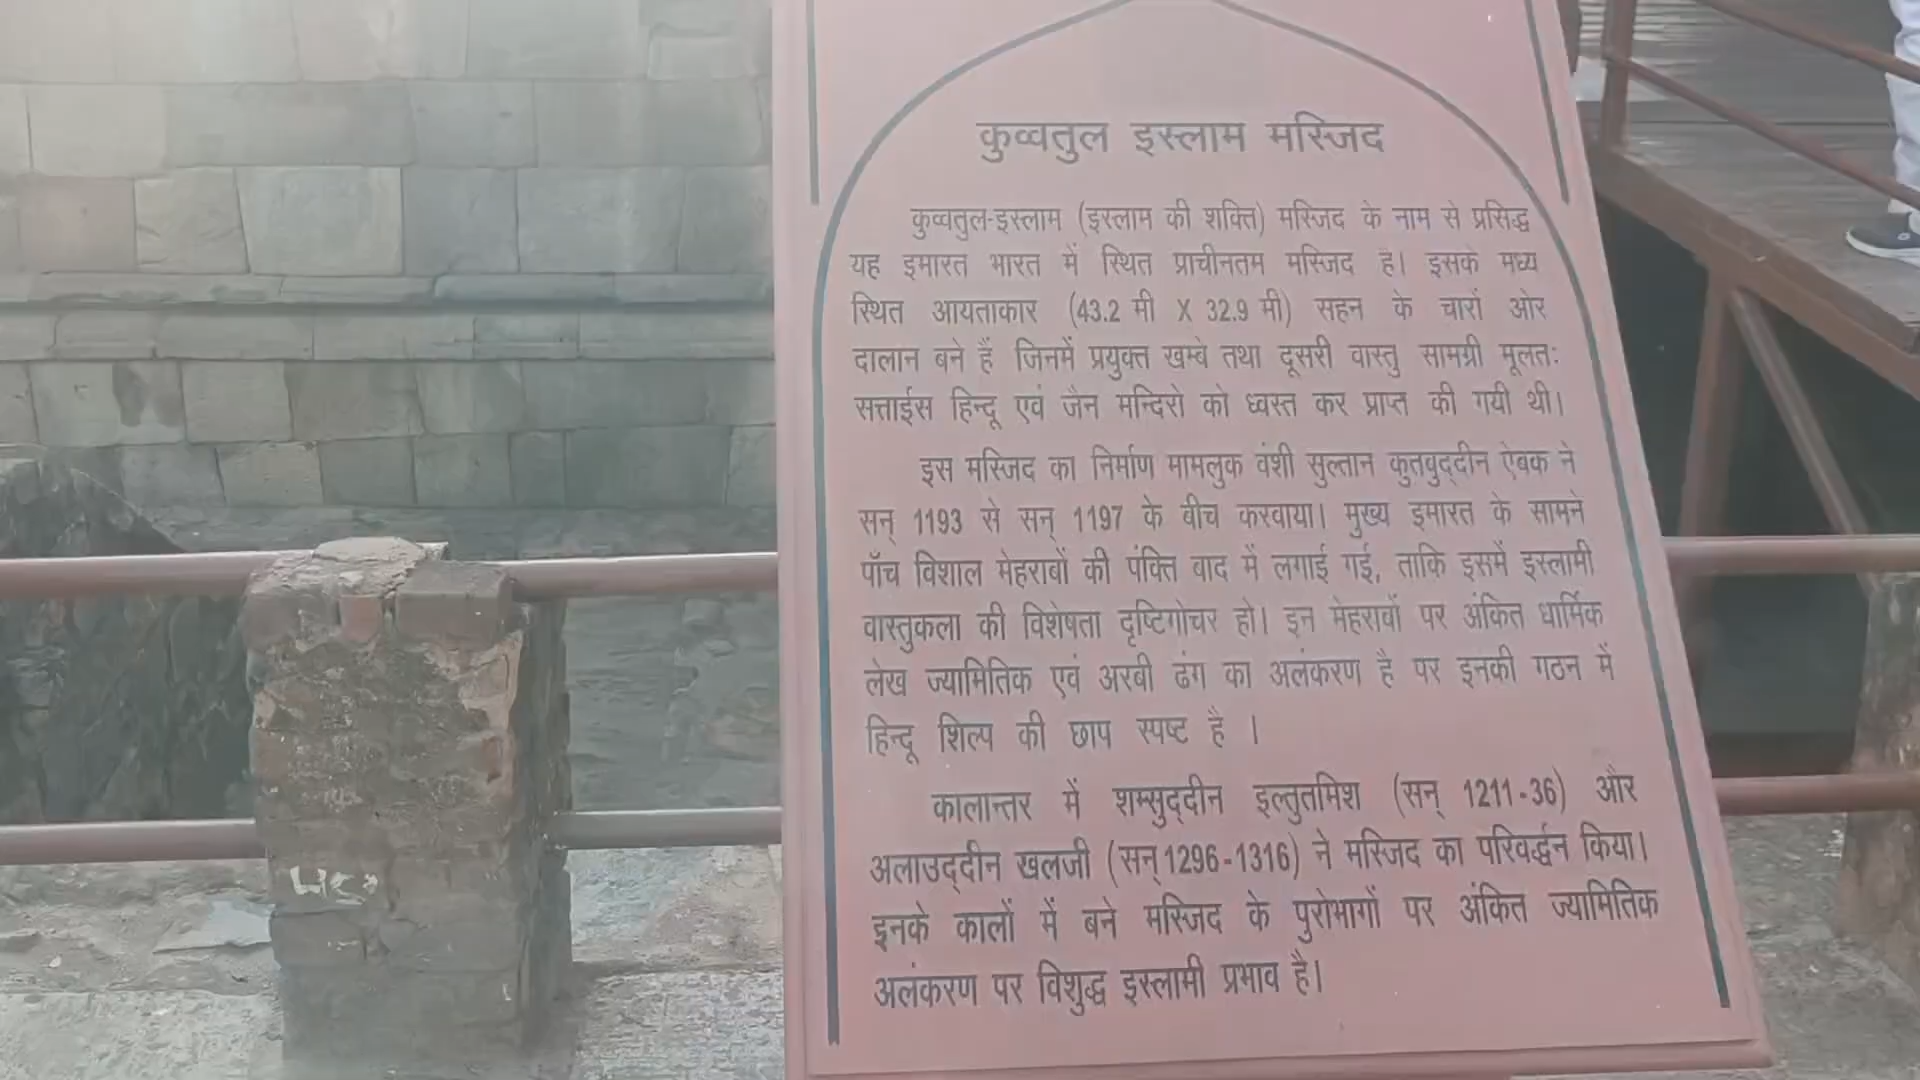 कुव्वतुल इस्लाम मस्जिद
कुव्वतुल-इस्लाम (इस्लाम की शक्ति) मस्जिद के नाम से प्रसिद्ध
यह इमारत भारत में स्थित प्राचीनतम मस्जिद है। इसके मध्य
स्थित आयताकार (43.2 मी X 32.9 मी) सहन के चारों ओर
दालान बने हैं जिनमें प्रयुक्त खम्बे तथा दूसरी वास्तु सामग्री मूलतः
सत्ताईस हिन्दू एवं जैन मन्दिरो को ध्वस्त कर प्राप्त की गयी थी।
इस मस्जिद का निर्माण मामलुक वंशी सुल्तान कुतबुद्दीन ऐबक ने
सन् 1193 से सन् 1197 के बीच करवाया। मुख्य इमारत के सामने
पॉच विशाल मेहराबों की पंक्ति बाद में लगाई गई, ताकि इसमें इस्लामी
वास्तुकला की विशेषता दृष्टिगोचर हो। इन मेहराबों पर अंकित धार्मिक
लेख ज्यामितिक एवं अरबी ढंग का अलंकरण है पर इनकी गठन में
हिन्दू शिल्प की छाप स्पष्ट है ।
कालान्तर में शम्सुद्दीन इल्तुतमिश (सन् 1211-36) और
अलाउद्दीन खलजी (सन् 1296-1316) ने मस्जिद का परिवर्द्धन किया।
इनके कालों में बने मस्जिद के पुरोभागों पर अंकित ज्यामितिक
अलंकरण पर विशुद्ध इस्लामी प्रभाव है।